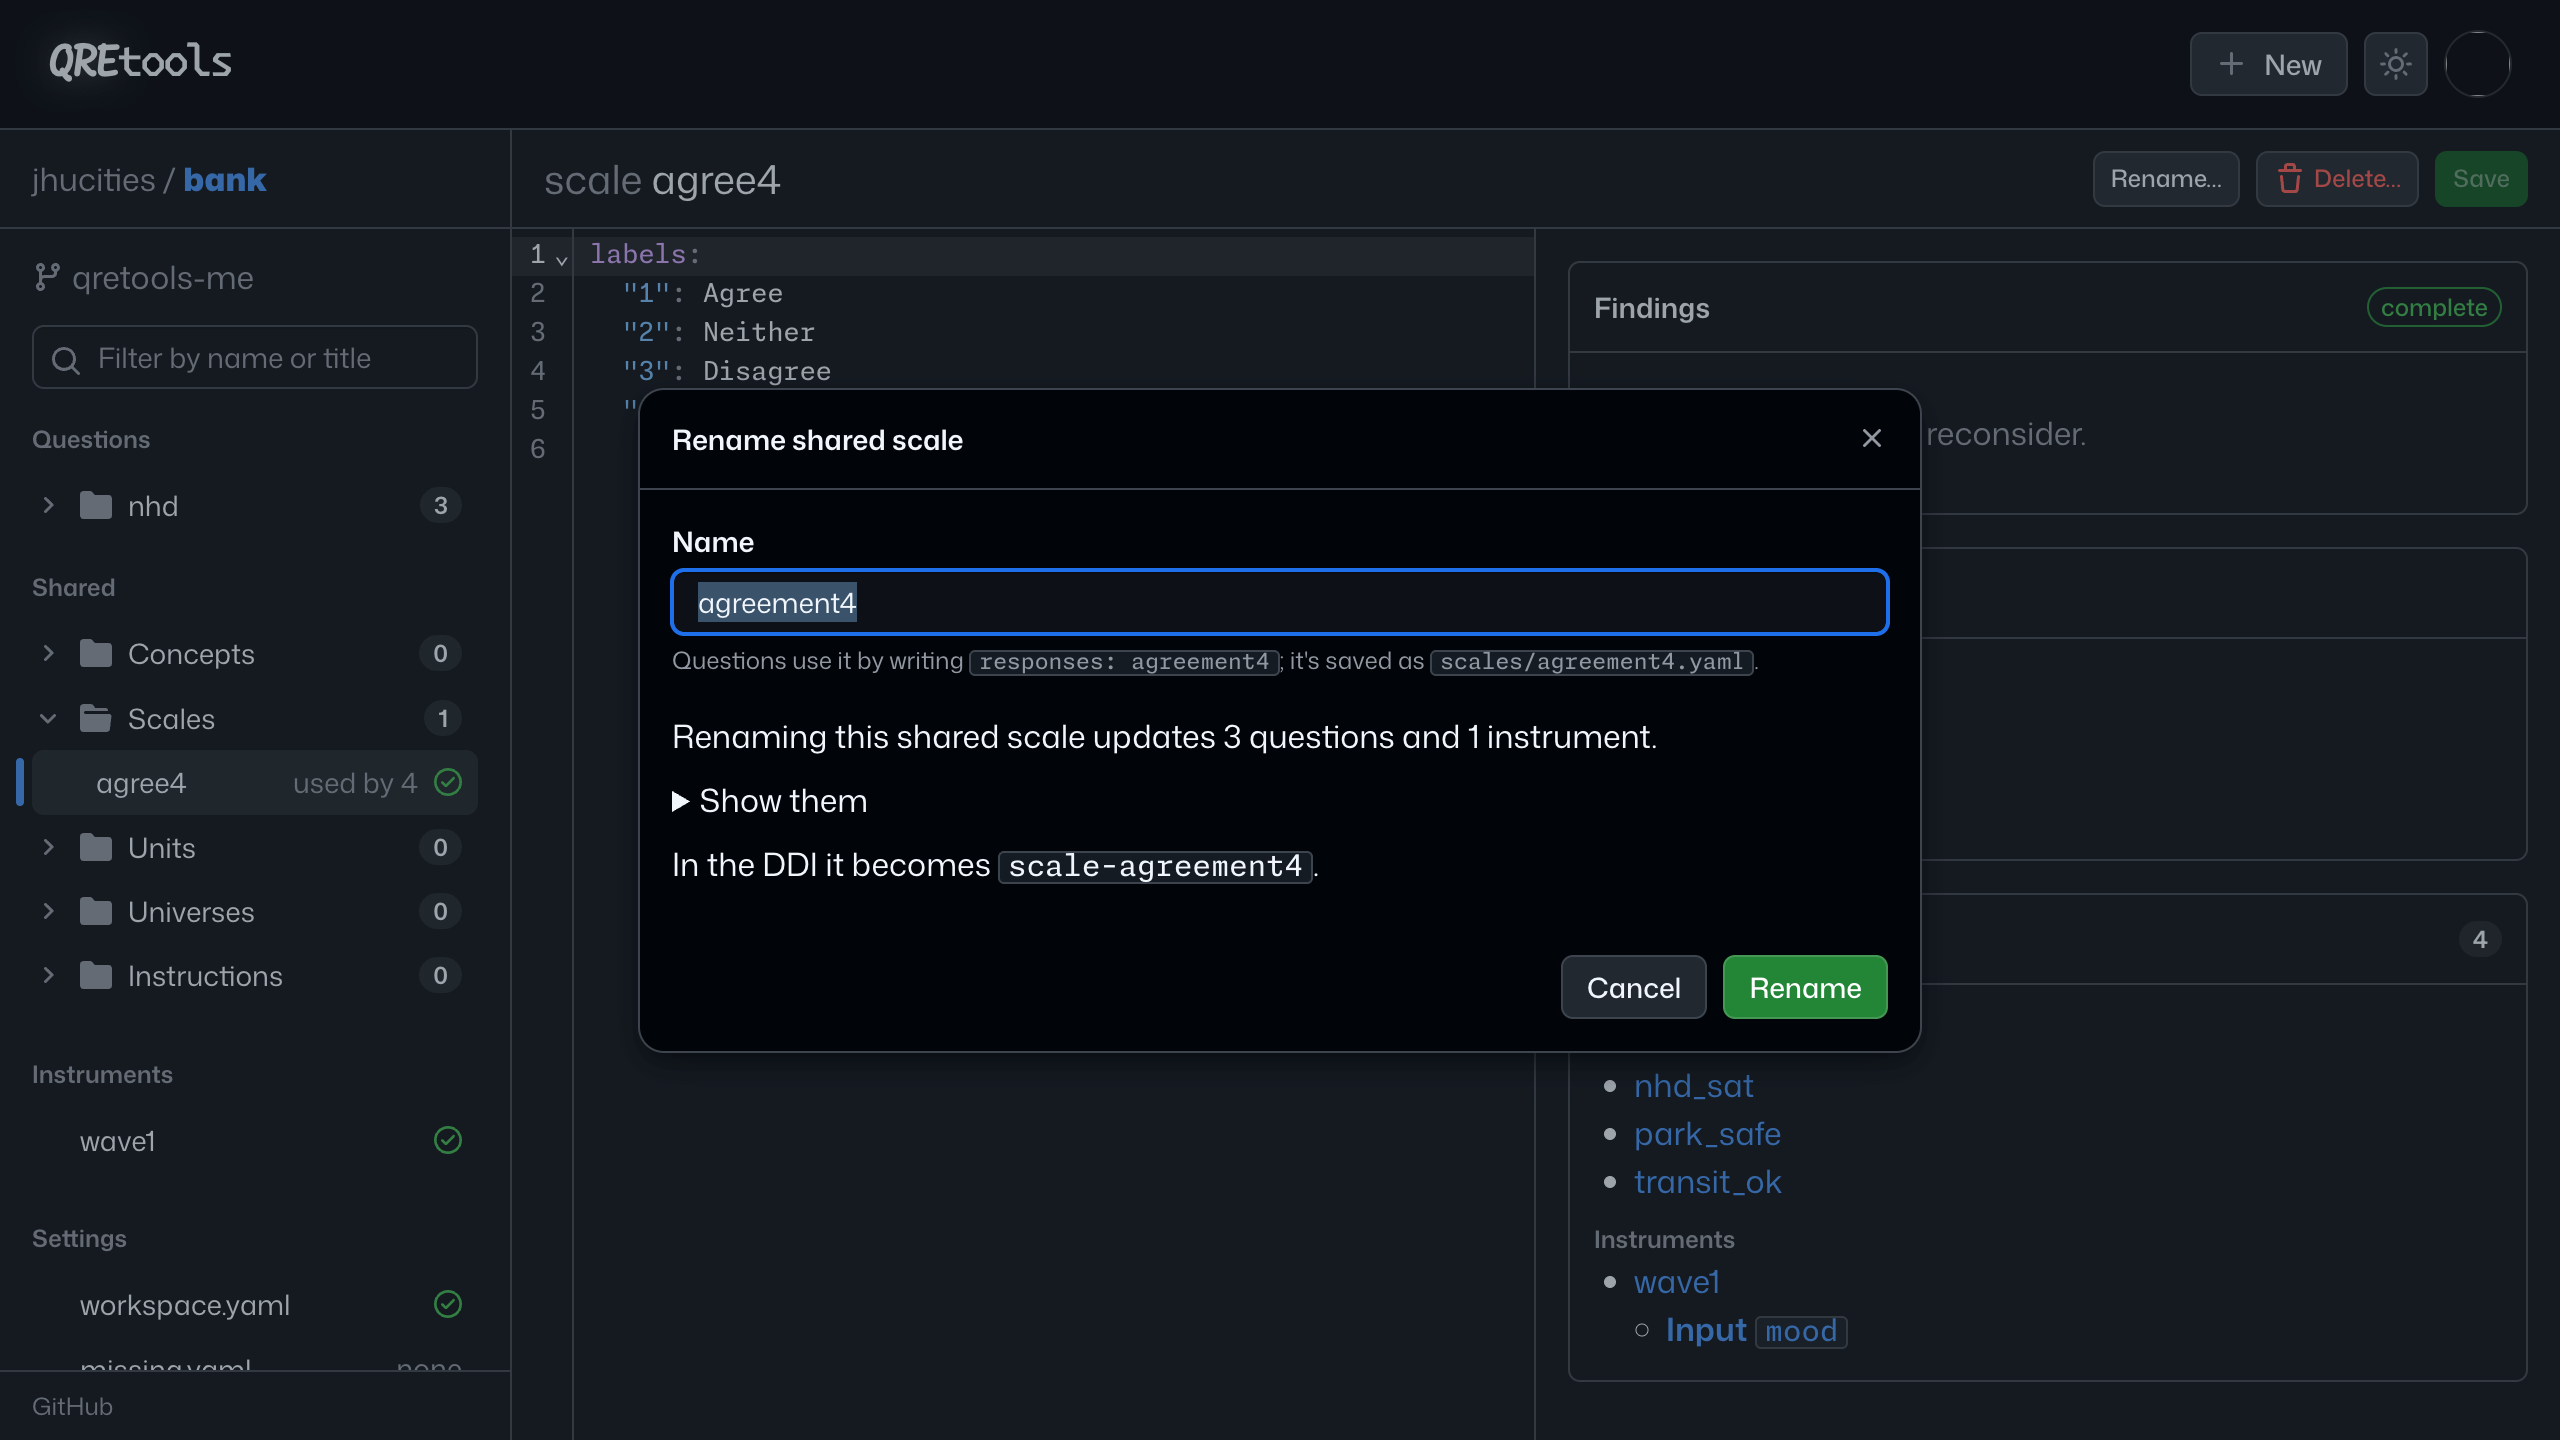 QREtools
New
jhucities / bank
scale agree4
Rename...
Delete...
Save
qretools-me
Filter by name or title
Questions
nhd 3
Shared
Concepts 0
Scales 1
agree4 used by 4
Units 0
Universes 0
Instructions 0
Instruments
wave1
Settings
workspace.yaml
missing.yaml none
GitHub
1 labels:
2 "1": Agree
3 "2": Neither
4 "3": Disagree
5 "
6
Findings complete
reconsider.
4
nhd_sat
park_safe
transit_ok
Instruments
wave1
Input mood
Rename shared scale
Name
agreement4
Questions use it by writing responses: agreement4; it's saved as scales/agreement4.yaml.
Renaming this shared scale updates 3 questions and 1 instrument.
Show them
In the DDI it becomes scale-agreement4.
Cancel
Rename